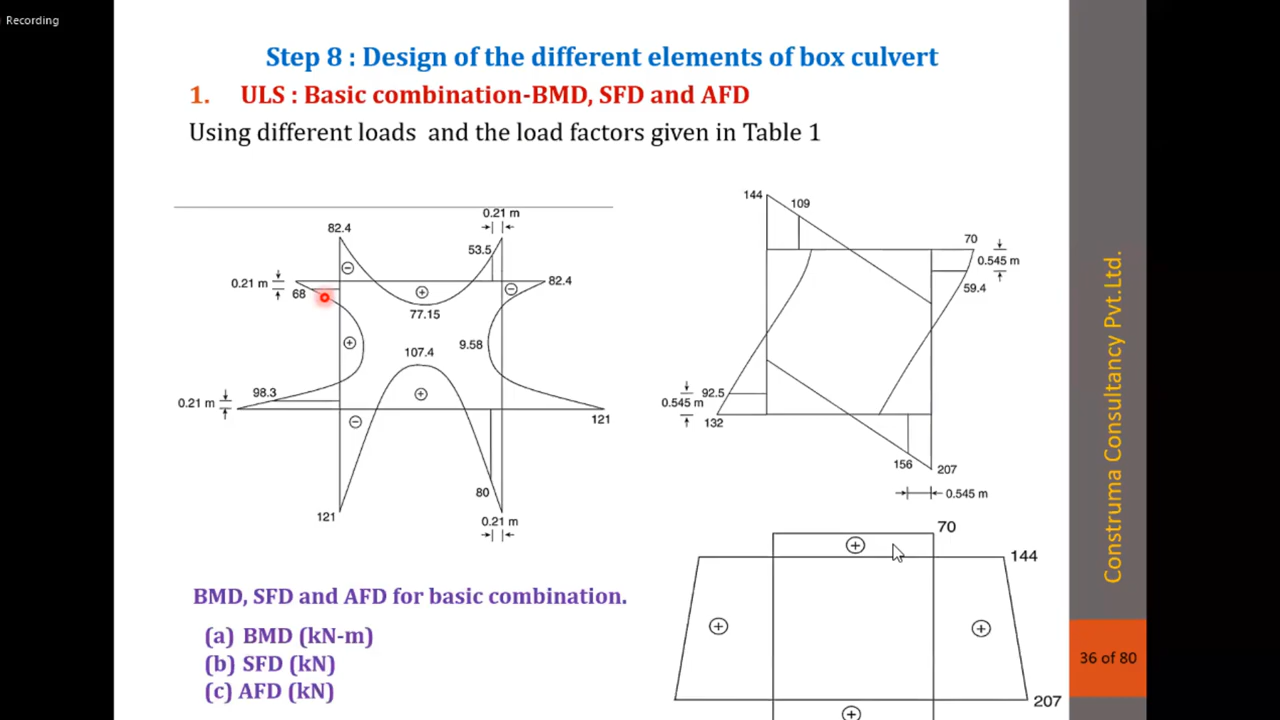 Recording
Step 8 : Design of the different elements of box culvert
1. ULS : Basic combination-BMD, SFD and AFD
Using different loads and the load factors given in Table 1
0.21 m
82.4
53.5
0.21 m
68
82.4
77.15
107.4
9.58
98.3
0.21 m
121
80
121
0.21 m
144
109
70
0.545 m
59.4
92.5
0.545 m
132
156
207
0.545 m
70
144
207
BMD, SFD and AFD for basic combination.
(a) BMD (kN-m)
(b) SFD (kN)
(c) AFD (kN)
Construma Consultancy Pvt.Ltd.
36 of 80